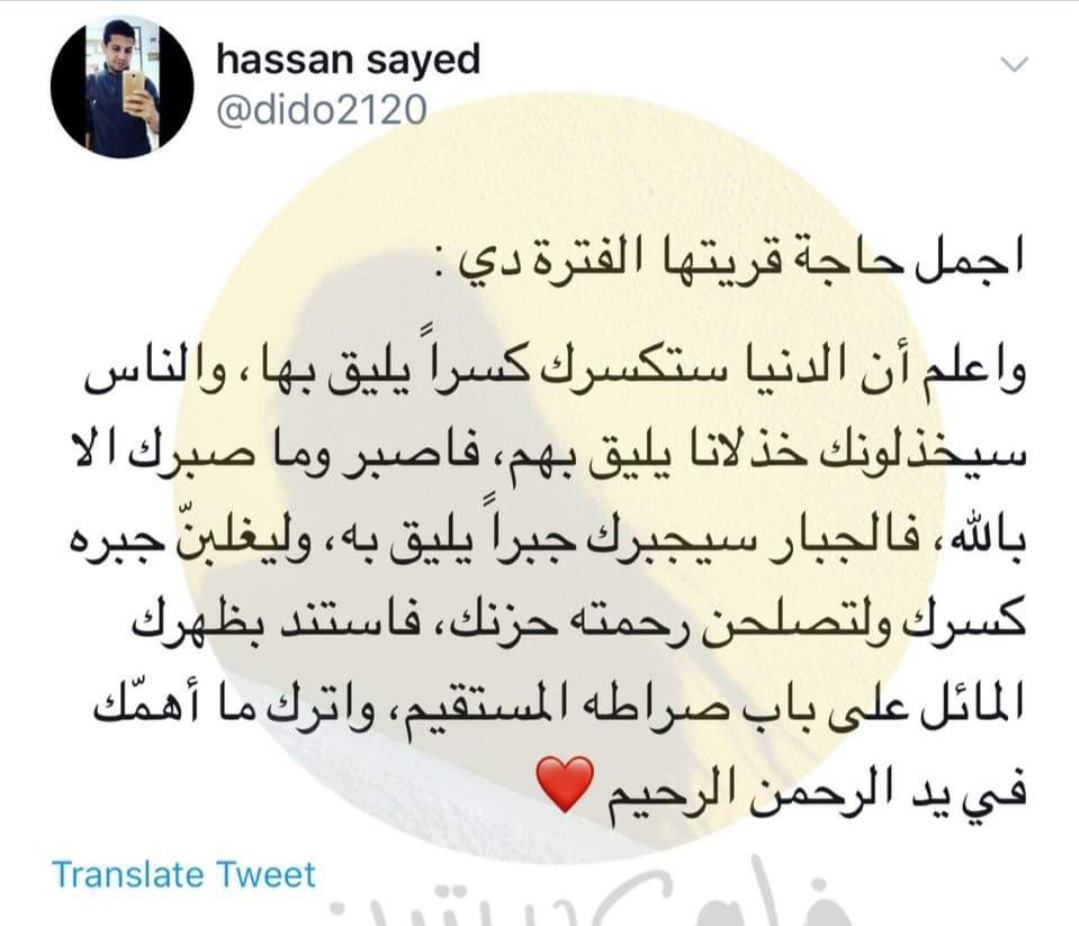 hassan sayed
@dido2120
اجمل حاجة قريتها الفترة دي :
واعلم أن الدنيا ستكسرك كسراً يليق بها، والناس
سيخذلونك خذلانا يليق بهم، فاصبر وما صبرك الا
بالله، فالجبار سيجبرك جبراً يليق به، وليغلبنّ جبره
كسرك ولتصلحن رحمته حزنك، فاستند بظهرك
المائل على باب صراطه المستقيم، واترك ما أهمّك
في يد الرحمن الرحيم ❤️
Translate Tweet